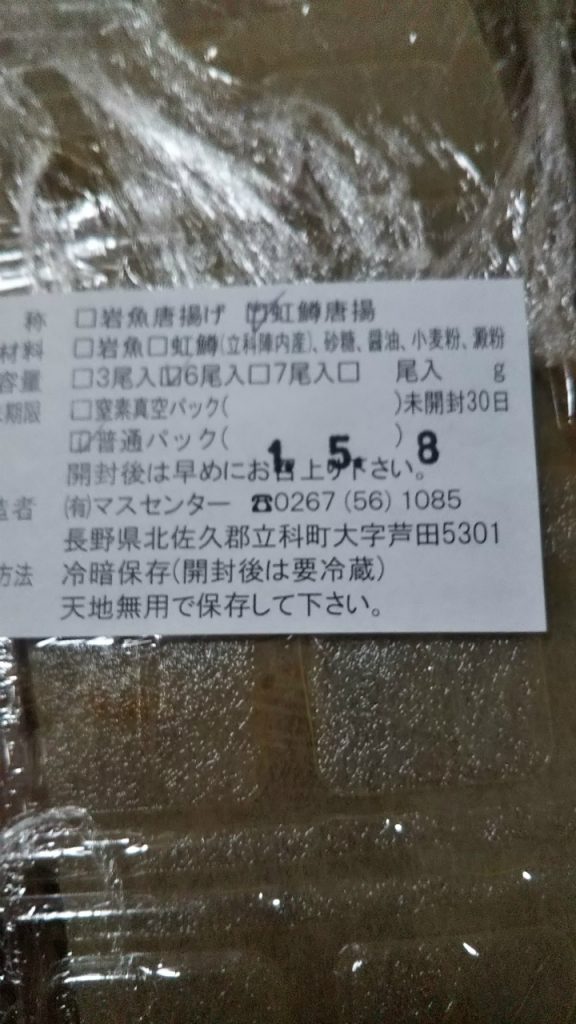 称 □岩魚唐揚げ ☑虹鱒唐揚
材料 □岩魚□虹鱒(立科陣内産)、砂糖、醤油、小麦粉、澱粉
容量 □3尾入☑6尾入□7尾入□ 尾入 g
期限 □窒素真空パック( )未開封30日
☑普通パック( )
1. 5. 8
開封後は早めにお召上り下さい。
造者 ㈲マスセンター ☎0267(56)1085
長野県北佐久郡立科町大字芦田5301
方法 冷暗保存(開封後は要冷蔵)
天地無用で保存して下さい。